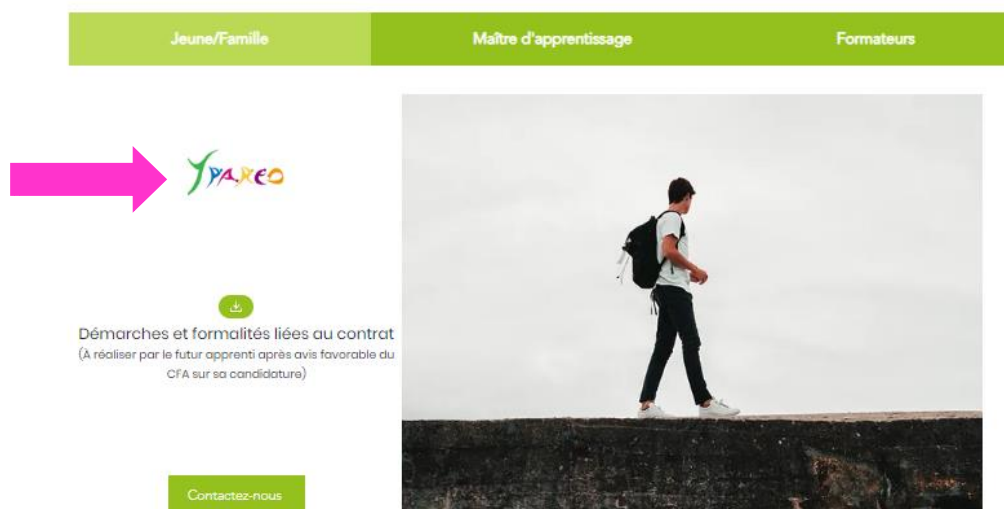 Jeune/Famille
Maître d'apprentissage
Formateurs
YPAREO
Démarches et formalités liées au contrat
(À réaliser par le futur apprenti après avis favorable du
CFA sur sa candidature)
Contactez-nous